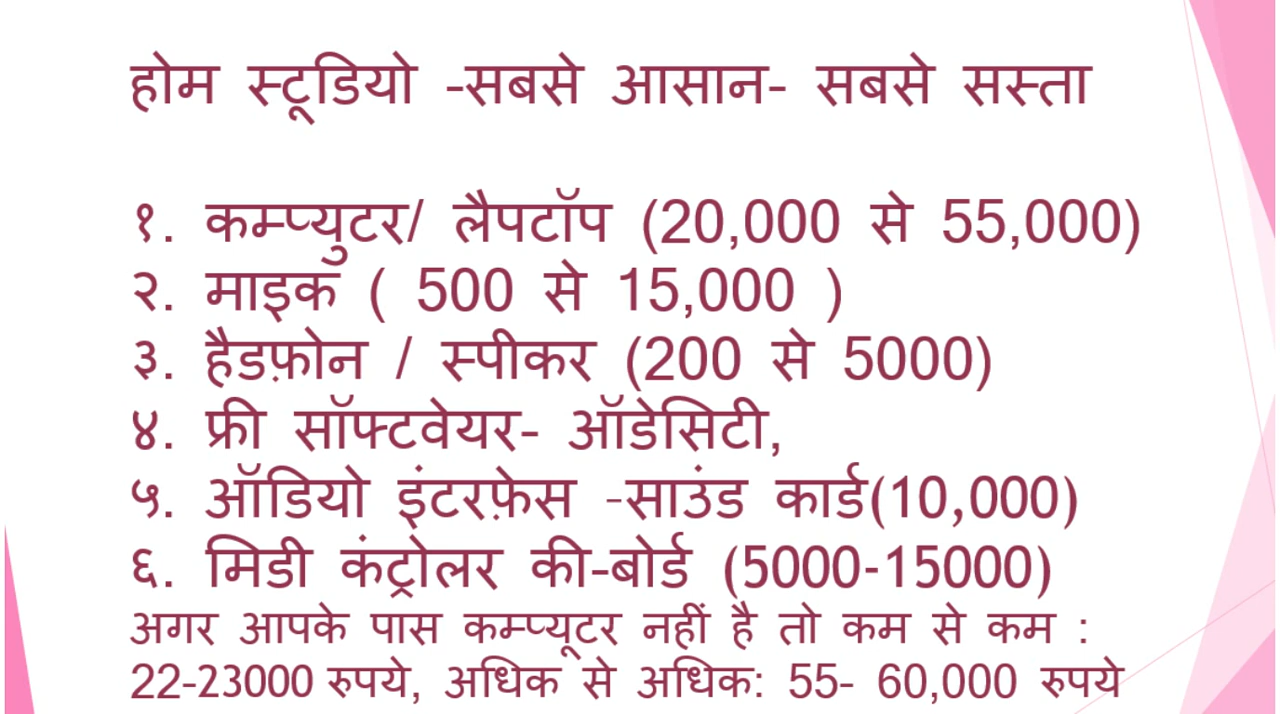 होम स्टूडियो -सबसे आसान- सबसे सस्ता
१. कम्प्युटर/ लैपटॉप (20,000 से 55,000)
२. माइक ( 500 से 15,000 )
३. हैडफ़ोन / स्पीकर (200 से 5000)
४. फ्री सॉफ्टवेयर- ऑडेसिटी,
५. ऑडियो इंटरफ़ेस -साउंड कार्ड(10,000)
६. मिडी कंट्रोलर की-बोर्ड (5000-15000)
अगर आपके पास कम्प्यूटर नहीं है तो कम से कम :
22-23000 रुपये, अधिक से अधिक: 55- 60,000 रुपये